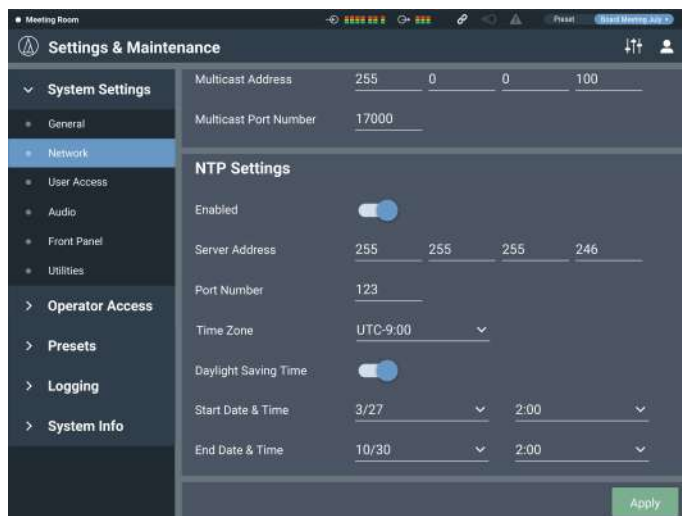 Meeting Room
Preset
Board Meeting July
Settings & Maintenance
System Settings
General
Network
User Access
Audio
Front Panel
Utilities
Operator Access
Presets
Logging
System Info
Multicast Address 255 0 0 100
Multicast Port Number 17000
NTP Settings
Enabled
Server Address 255 255 255 246
Port Number 123
Time Zone UTC-9:00
Daylight Saving Time
Start Date & Time 3/27 2:00
End Date & Time 10/30 2:00
Apply